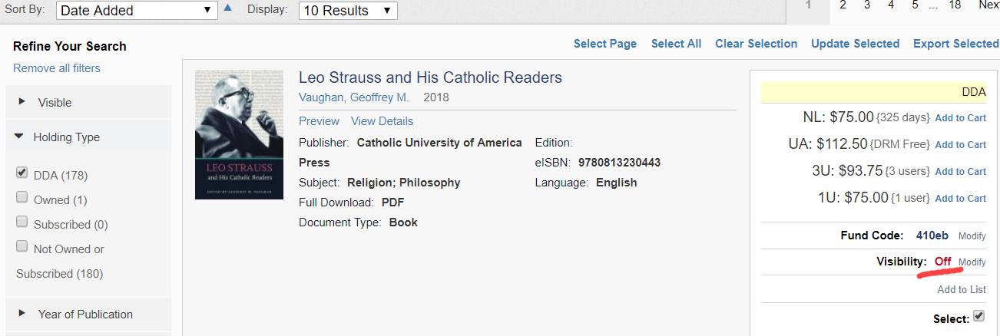 Sort By: Date Added Display: 10 Results 1 2 3 4 5 ... 18 Nex
Refine Your Search
Remove all filters
Visible
Holding Type
DDA (178)
Owned (1)
Subscribed (0)
Not Owned or
Subscribed (180)
Year of Publication
Select Page Select All Clear Selection Update Selected Export Selected
LEO STRAUSS
and His Catholic Readers
EDITED BY GEOFFREY M. VAUGHAN
Leo Strauss and His Catholic Readers
Vaughan, Geoffrey M. 2018
Preview View Details
Publisher: Catholic University of America
Press
Subject: Religion; Philosophy
Full Download: PDF
Document Type: Book
Edition:
eISBN: 9780813230443
Language: English
DDA
NL: $75.00 {325 days} Add to Cart
UA: $112.50 {DRM Free} Add to Cart
3U: $93.75 {3 users} Add to Cart
1U: $75.00 {1 user} Add to Cart
Fund Code: 410eb Modify
Visibility: Off Modify
Add to List
Select: